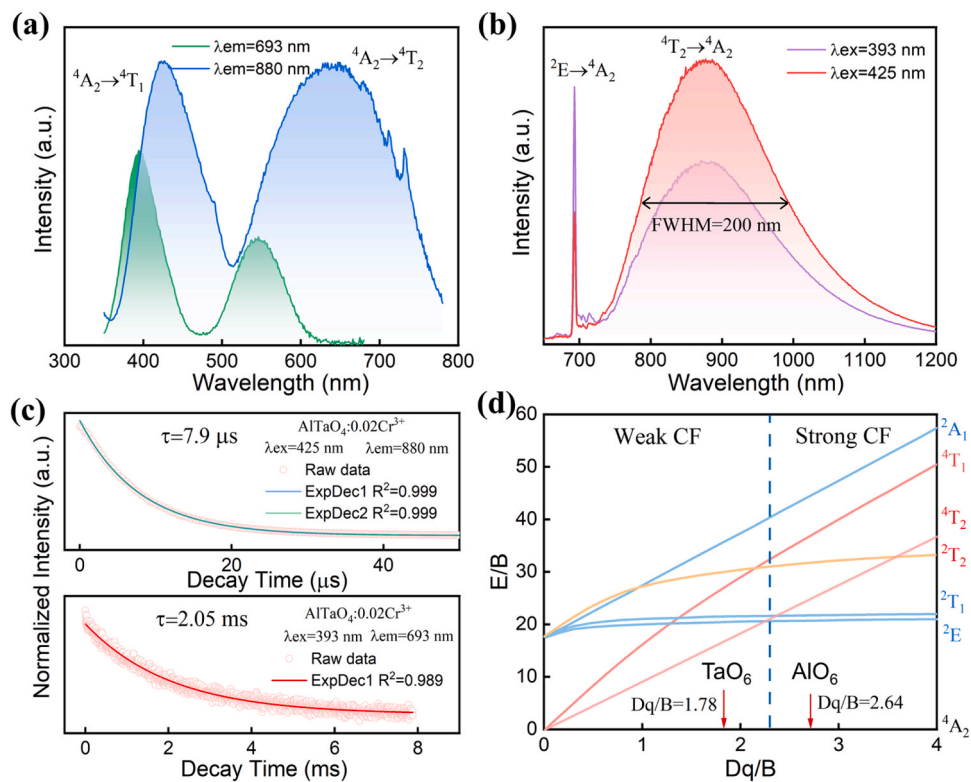 (a)
λem=693 nm
λem=880 nm
⁴A₂→⁴T₁
⁴A₂→⁴T₂
Intensity (a.u.)
300 400 500 600 700 800
Wavelength (nm)
(b)
λex=393 nm
λex=425 nm
²E→⁴A₂
⁴T₂→⁴A₂
FWHM=200 nm
Intensity (a.u.)
700 800 900 1000 1100 1200
Wavelength (nm)
(c)
τ=7.9 μs
AlTaO₄:0.02Cr³⁺
λex=425 nm λem=880 nm
Raw data
ExpDec1 R²=0.999
ExpDec2 R²=0.999
0 20 40
Decay Time (μs)
Normalized Intensity (a.u.)
τ=2.05 ms
AlTaO₄:0.02Cr³⁺
λex=393 nm λem=693 nm
Raw data
ExpDec1 R²=0.989
0 2 4 6 8
Decay Time (ms)
(d)
60
50
40
30
20
10
0
E/B
Weak CF
Strong CF
²A₁
⁴T₁
⁴T₂
²T₂
²T₁
²E
⁴A₂
TaO₆
Dq/B=1.78
AlO₆
Dq/B=2.64
0 1 2 3 4
Dq/B